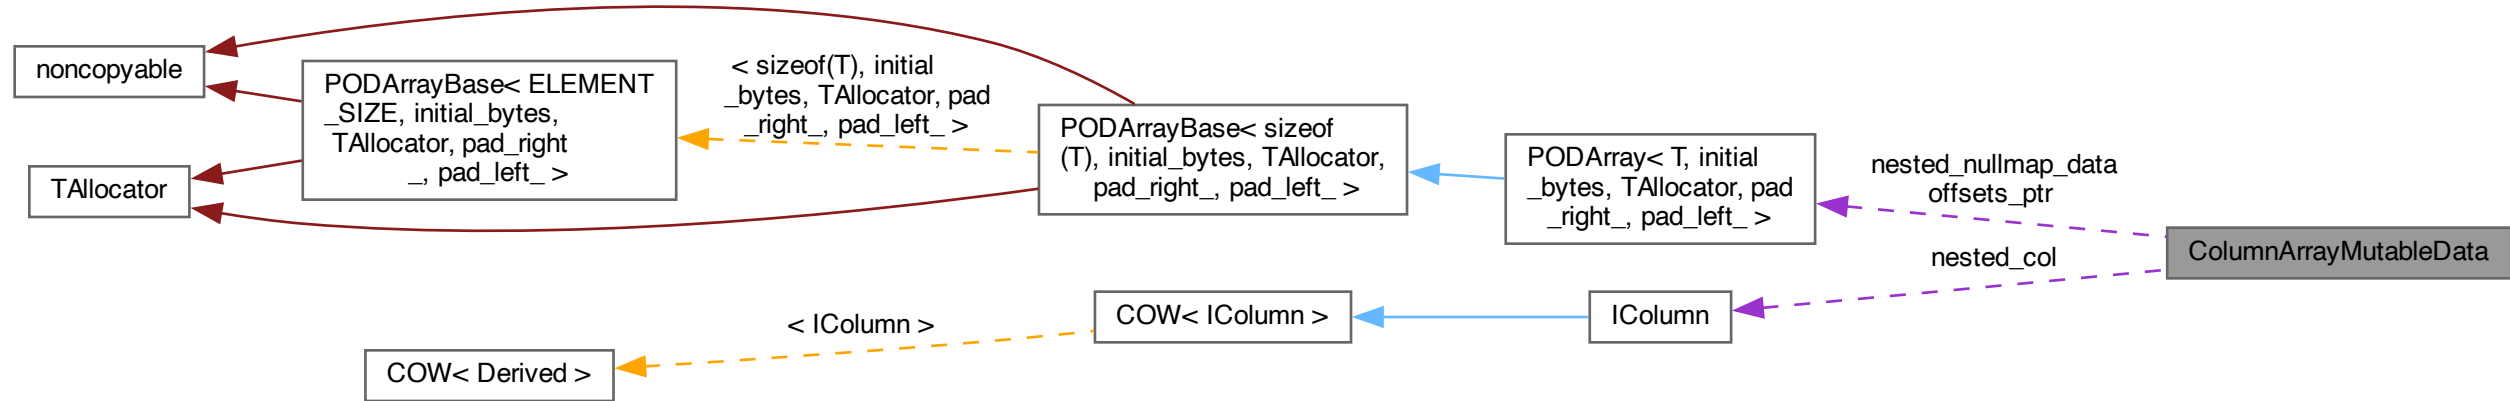 noncopyable
TAllocator
PODArrayBase< ELEMENT
_SIZE, initial_bytes,
TAllocator, pad_right
_, pad_left_ >
< sizeof(T), initial
_bytes, TAllocator, pad
_right_, pad_left_ >
PODArrayBase< sizeof
(T), initial_bytes, TAllocator,
pad_right_, pad_left_ >
PODArray< T, initial
_bytes, TAllocator, pad
_right_, pad_left_ >
nested_nullmap_data
offsets_ptr
ColumnArrayMutableData
nested_col
IColumn
COW< IColumn >
< IColumn >
COW< Derived >